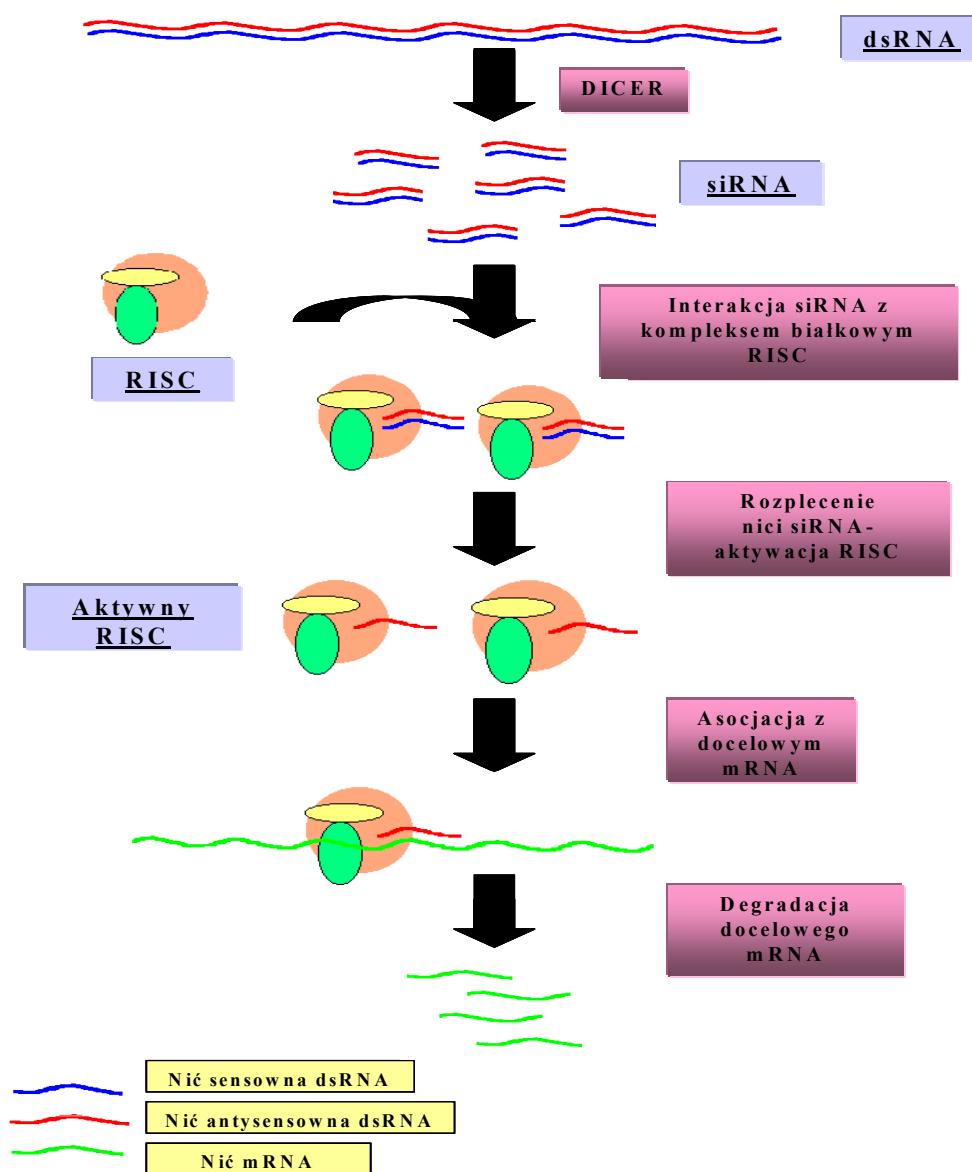 dsRNA
DICER
siRNA
Interakcja siRNA z
kompleksem białkowym
RISC
RISC
Rozplecenie
nici siRNA-
aktywacja RISC
Aktywny
RISC
Asocjacja z
docelowym
mRNA
Degradacja
docelowego
mRNA
Nić sensowna dsRNA
Nić antysensowna dsRNA
Nić mRNA